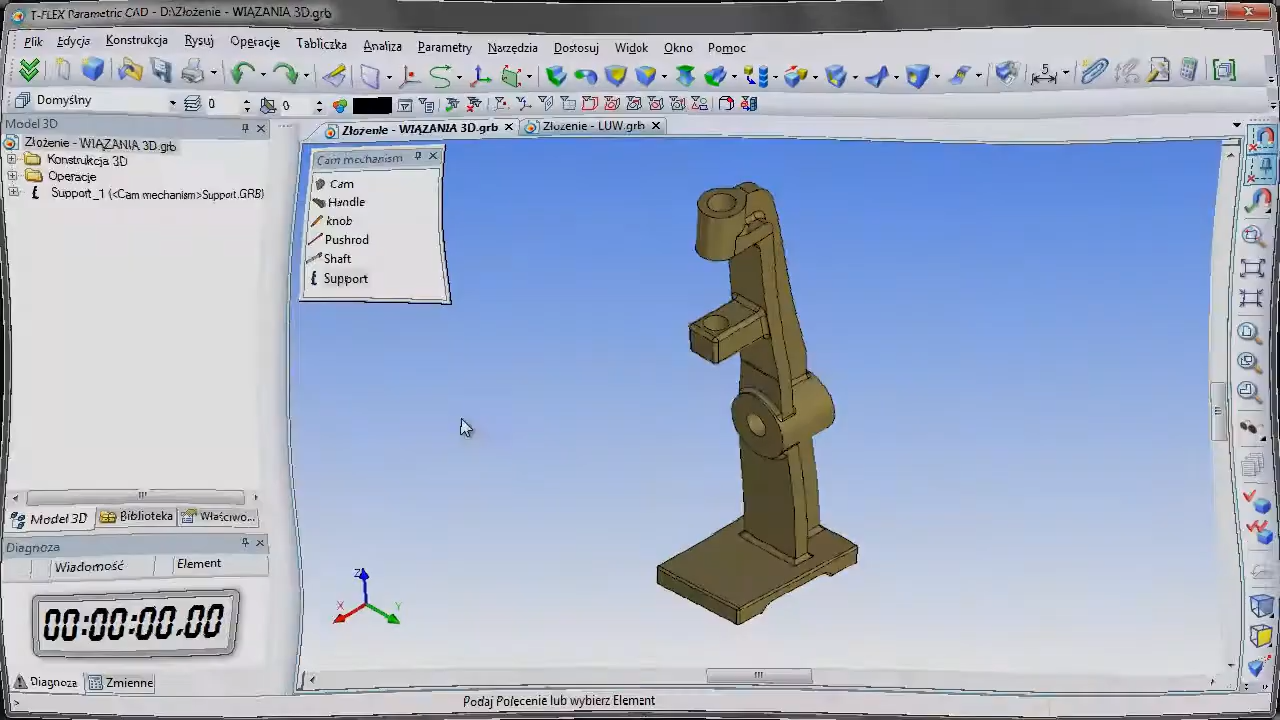 T-FLEX Parametric CAD - D:\Złożenie - WIĄZANIA 3D.grb
Plik Edycja Konstrukcja Rysuj Operacje Tabliczka Analiza Parametry Narzędzia Dostosuj Widok Okno Pomoc
5
Domyślny 0 0
Model 3D
Złożenie - WIĄZANIA 3D.grb Złożenie - LUW.grb
Złożenie - WIĄZANIA 3D.grb
Konstrukcja 3D
Operacje
Support_1 (<Cam mechanism>Support.GRB)
Cam mechanism
Cam
Handle
knob
Pushrod
Shaft
Support
Model 3D Biblioteka Właściwo...
Diagnoza
Wiadomość Element
00:00:00.00
Z
X Y
Diagnoza Zmienne
> Podaj Polecenie lub wybierz Element